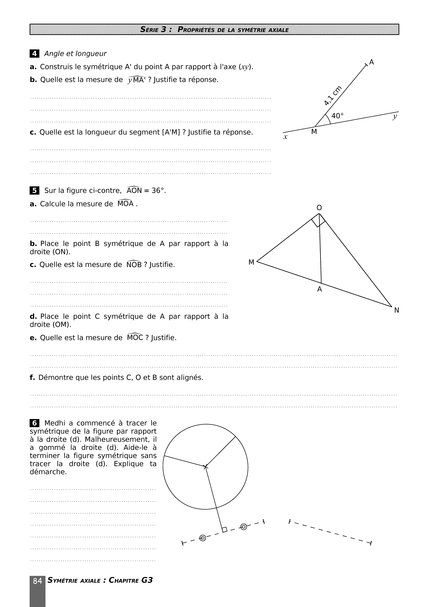 SÉRIE 3 : PROPRIÉTÉS DE LA SYMÉTRIE AXIALE
4 Angle et longueur
a. Construis le symétrique A' du point A par rapport à l'axe (xy).
b. Quelle est la mesure de yMA' ? Justifie ta réponse.
c. Quelle est la longueur du segment [A'M] ? Justifie ta réponse.
A
4,1 cm
40°
y
x
M
5 Sur la figure ci-contre, AON = 36°.
a. Calcule la mesure de MOA .
b. Place le point B symétrique de A par rapport à la
droite (ON).
c. Quelle est la mesure de NOB ? Justifie.
d. Place le point C symétrique de A par rapport à la
droite (OM).
e. Quelle est la mesure de MOC ? Justifie.
f. Démontre que les points C, O et B sont alignés.
O
M
A
N
6 Medhi a commencé à tracer le
symétrique de la figure par rapport
à la droite (d). Malheureusement, il
a gommé la droite (d). Aide-le à
terminer la figure symétrique sans
tracer la droite (d). Explique ta
démarche.
84 SYMÉTRIE AXIALE : CHAPITRE G3